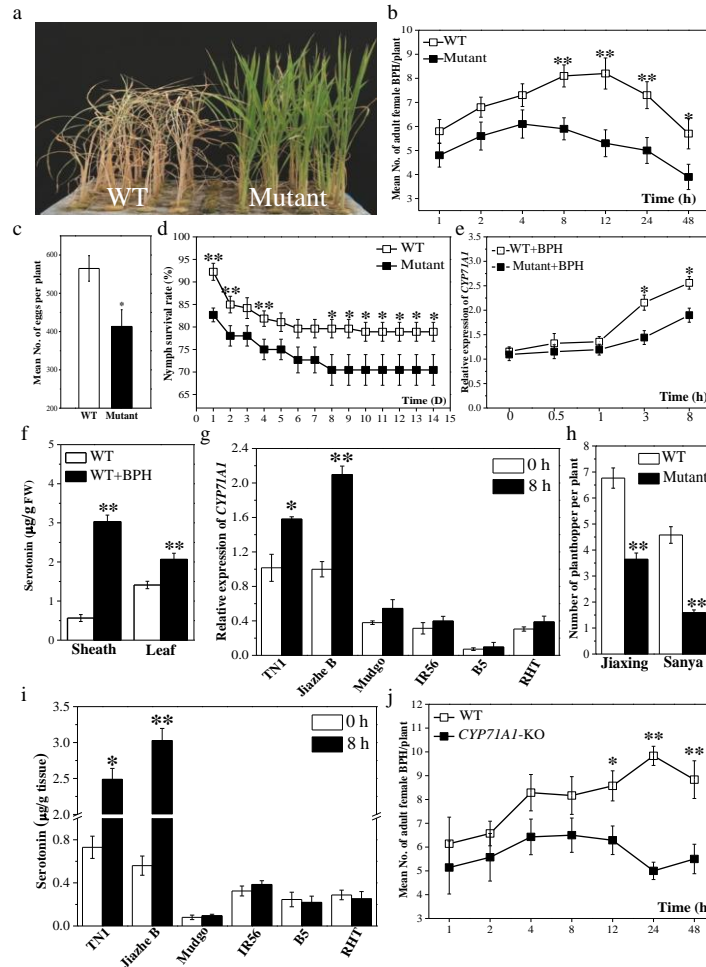 a
WT
Mutant
b
WT
Mutant
** ** ** *
Mean No. of adult female BPH/plant
9
8
7
6
5
4
3
1 2 4 8 12 24 48
Time (h)
c
Mean No. of eggs per plant
600
500
400
300
200
*
WT Mutant
d
WT
Mutant
** ** ** * * * * * * *
Nymph survival rate (%)
100
95
90
85
80
75
70
65
0 1 2 3 4 5 6 7 8 9 10 11 12 13 14 15
Time (D)
e
WT+BPH
Mutant+BPH
* *
Relative expression of CYP71A1
3.0
2.5
2.0
1.5
1.0
0 0.5 1 3 8
Time (h)
f
WT
WT+BPH
** **
Serotonin (µg/g FW)
6
5
4
3
2
1
0
Sheath Leaf
g
0 h
8 h
* **
Relative expression of CYP71A1
2.0
1.6
1.2
0.8
0.4
0.0
TN1 Jiazhe B Mudgo IR56 B5 RHT
h
WT
Mutant
** **
Number of planthopper per plant
8
7
6
5
4
3
2
1
0
Jiaxing Sanya
i
0 h
8 h
* **
Serotonin (µg/g tissue)
3.5
3.0
2.5
2.0
0.8
0.4
0.0
TN1 Jiazhe B Mudgo IR56 B5 RHT
j
WT
CYP71A1-KO
* ** **
Mean No. of adult female BPH/plant
12
11
10
9
8
7
6
5
4
3
1 2 4 8 12 24 48
Time (h)